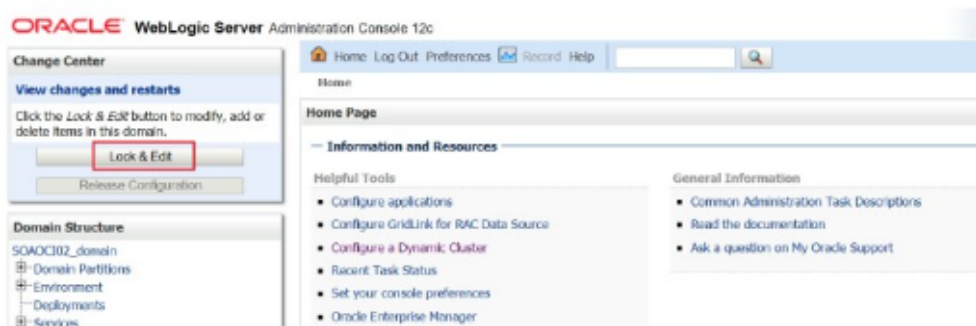 ORACLE WebLogic Server Administration Console 12c
Change Center
View changes and restarts
Click the Lock & Edit button to modify, add or
delete items in this domain.
Lock & Edit
Release Configuration
Domain Structure
SOAOCI02_domain
Domain Partitions
Environment
Deployments
Services
Home Log Out Preferences Record Help
Home
Home Page
Information and Resources
Helpful Tools
Configure applications
Configure GridLink for RAC Data Source
Configure a Dynamic Cluster
Recent Task Status
Set your console preferences
Oracle Enterprise Manager
General Information
Common Administration Task Descriptions
Read the documentation
Ask a question on My Oracle Support